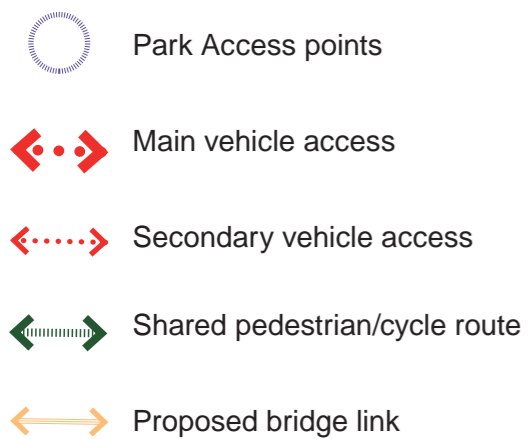 Park Access points
Main vehicle access
Secondary vehicle access
Shared pedestrian/cycle route
Proposed bridge link